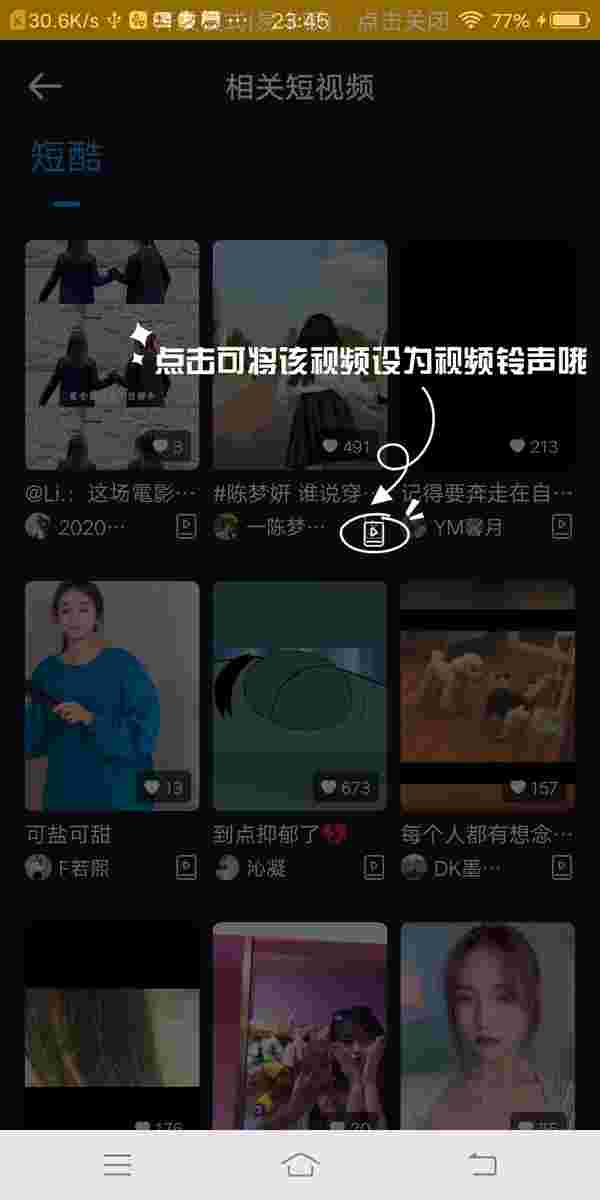 30.6K/s
23:45
点击关闭
77%
相关短视频
短酷
点击可将该视频设为视频铃声哦
3
491
213
@Li.：这场電影…
#陈梦妍 谁说穿…
记得要奔走在自…
2020…
一陈梦…
YM馨月
13
673
157
可盐可甜
到点抑郁了
每个人都有想念…
F若熙
沁凝
DK墨…
176
20